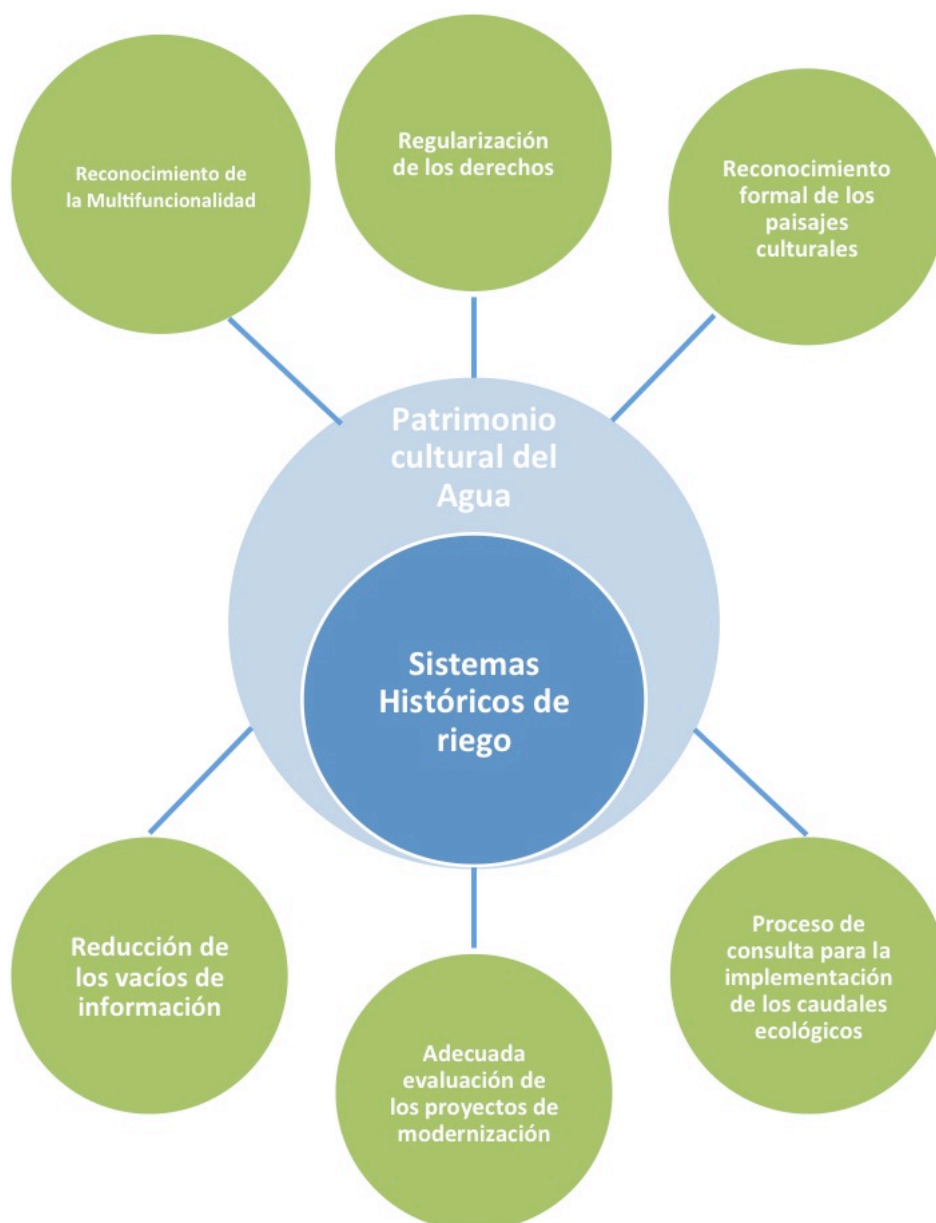 Reconocimiento de
la Multifuncionalidad
Regularización
de los derechos
Reconocimiento
formal de los
paisajes
culturales
Patrimonio
cultural del
Agua
Sistemas
Históricos de
riego
Reducción de
los vacíos de
información
Adecuada
evaluación de
los proyectos de
modernización
Proceso de
consulta para la
implementación
de los caudales
ecológicos